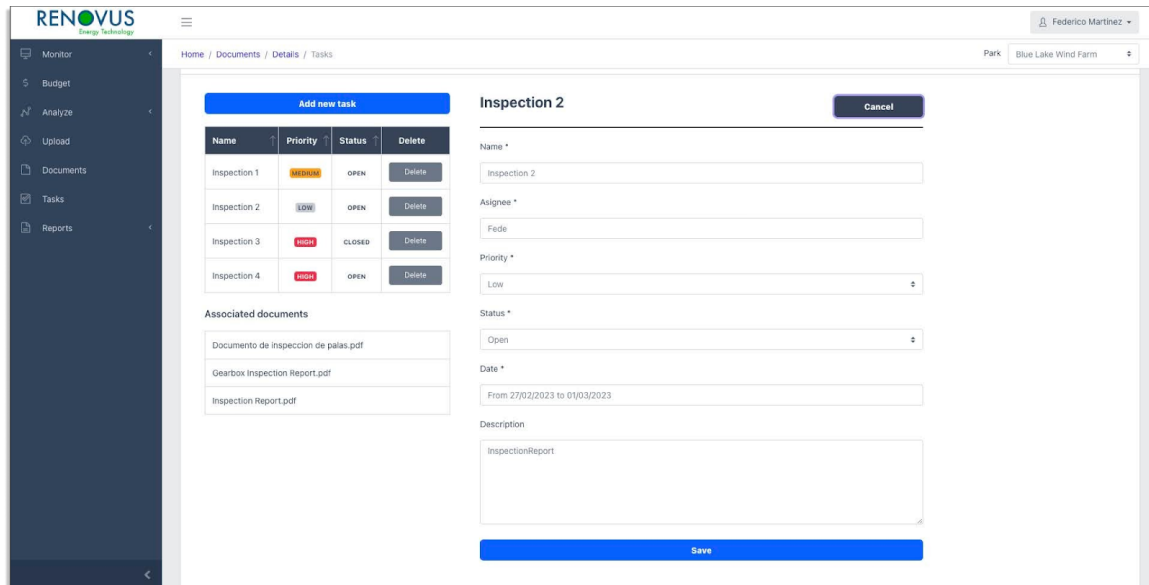 RENOVUS
Energy Technology
Federico Martinez
Monitor
Budget
Analyze
Upload
Documents
Tasks
Reports
Home / Documents / Details / Tasks
Park Blue Lake Wind Farm
Add new task
Name Priority Status Delete
Inspection 1 MEDIUM OPEN Delete
Inspection 2 LOW OPEN Delete
Inspection 3 HIGH CLOSED Delete
Inspection 4 HIGH OPEN Delete
Associated documents
Documento de inspeccion de palas.pdf
Gearbox Inspection Report.pdf
Inspection Report.pdf
Inspection 2
Cancel
Name *
Inspection 2
Asignee *
Fede
Priority *
Low
Status *
Open
Date *
From 27/02/2023 to 01/03/2023
Description
InspectionReport
Save